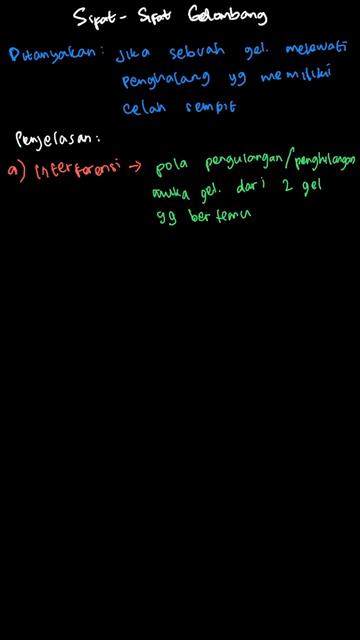 Sifat-Sifat Gelombang
Ditanyakan: jika sebuah gel. melewati
penghalang yg memiliki
celah sempit
Penjelasan:
a) Interferensi → pola pengulangan/penghilangan
muka gel. dari 2 gel
yg bertemu